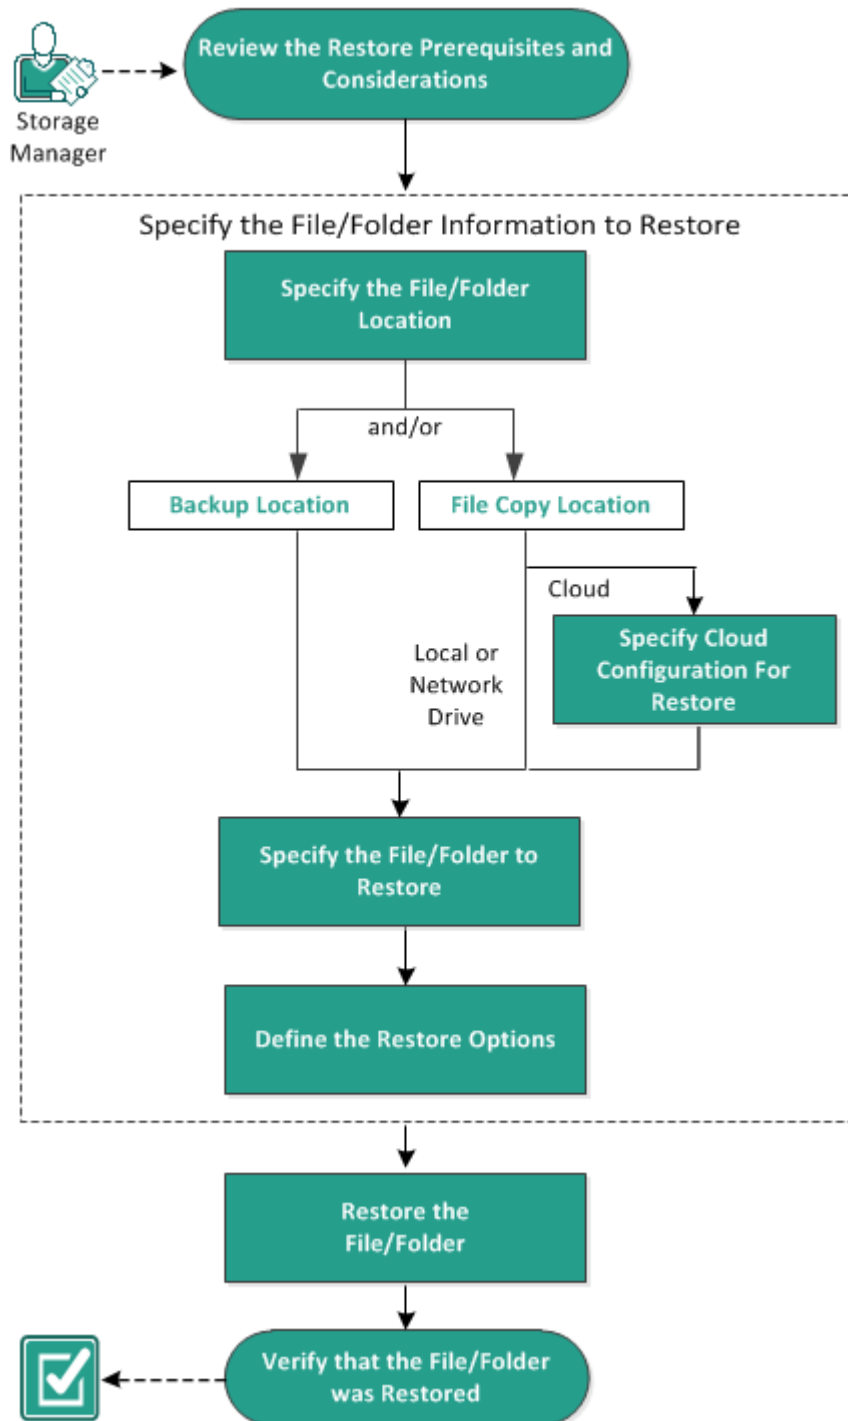 Review the Restore Prerequisites and
Considerations
Storage
Manager
Specify the File/Folder Information to Restore
Specify the File/Folder
Location
and/or
Backup Location
File Copy Location
Cloud
Local or
Network
Drive
Specify Cloud
Configuration For
Restore
Specify the File/Folder to
Restore
Define the Restore Options
Restore the
File/Folder
Verify that the File/Folder
was Restored